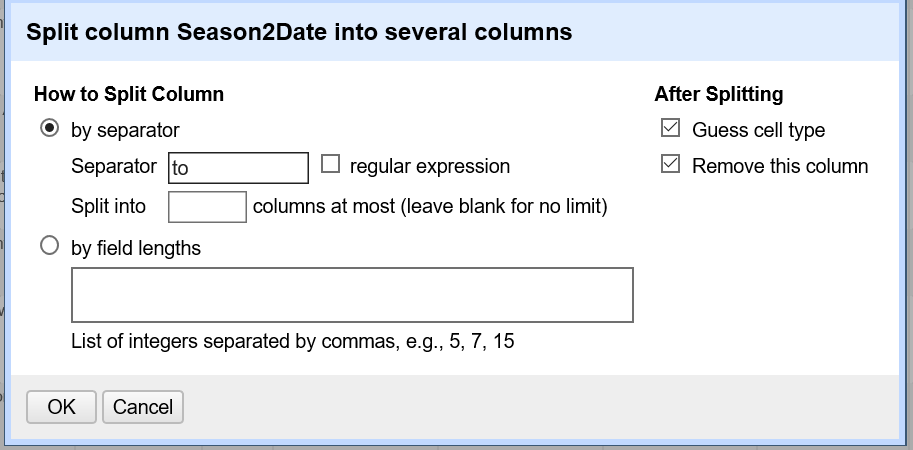 Split column Season2Date into several columns
How to Split Column
by separator
Separator to regular expression
Split into columns at most (leave blank for no limit)
by field lengths
List of integers separated by commas, e.g., 5, 7, 15
After Splitting
Guess cell type
Remove this column
OK Cancel